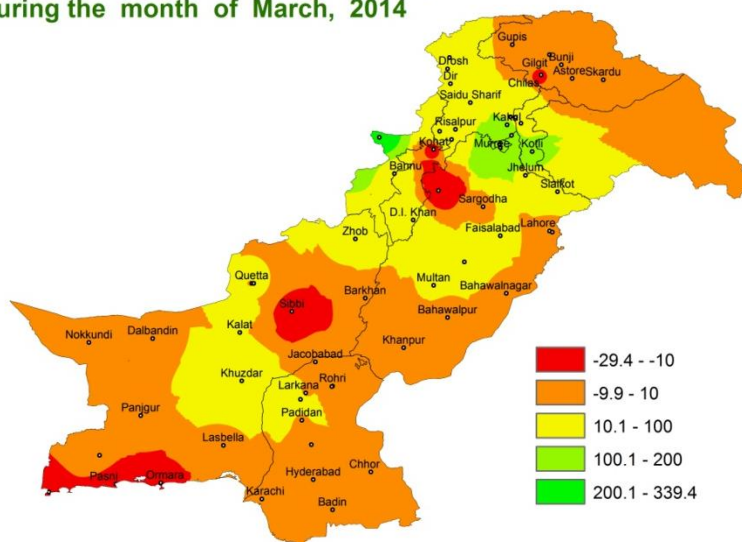 uring the month of March, 2014
Gupis
Bunji
Gilgit
Drosh
Dir
Chilas
Astore Skardu
Saidu Sharif
Risalpur
Kakul
Kohat
Murree
Kotli
Bannu
Jhelum
Sialkot
Sargodha
D.I. Khan
Faisalabad
Lahore
Zhob
Quetta
Multan
Barkhan
Bahawalnagar
Sibbi
Bahawalpur
Kalat
Nokkundi
Dalbandin
Khanpur
Jacobabad
Khuzdar
Larkana
Rohri
Panjgur
Padidan
Lasbella
Pasni
Ormara
Hyderabad
Chhor
Karachi
Badin
-29.4 - -10
-9.9 - 10
10.1 - 100
100.1 - 200
200.1 - 339.4